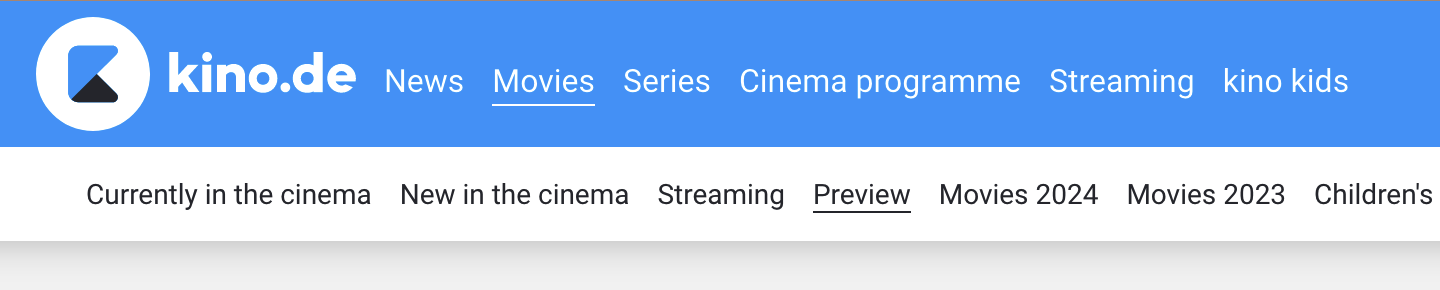 kino.de News Movies Series Cinema programme Streaming kino kids
Currently in the cinema New in the cinema Streaming Preview Movies 2024 Movies 2023 Children's